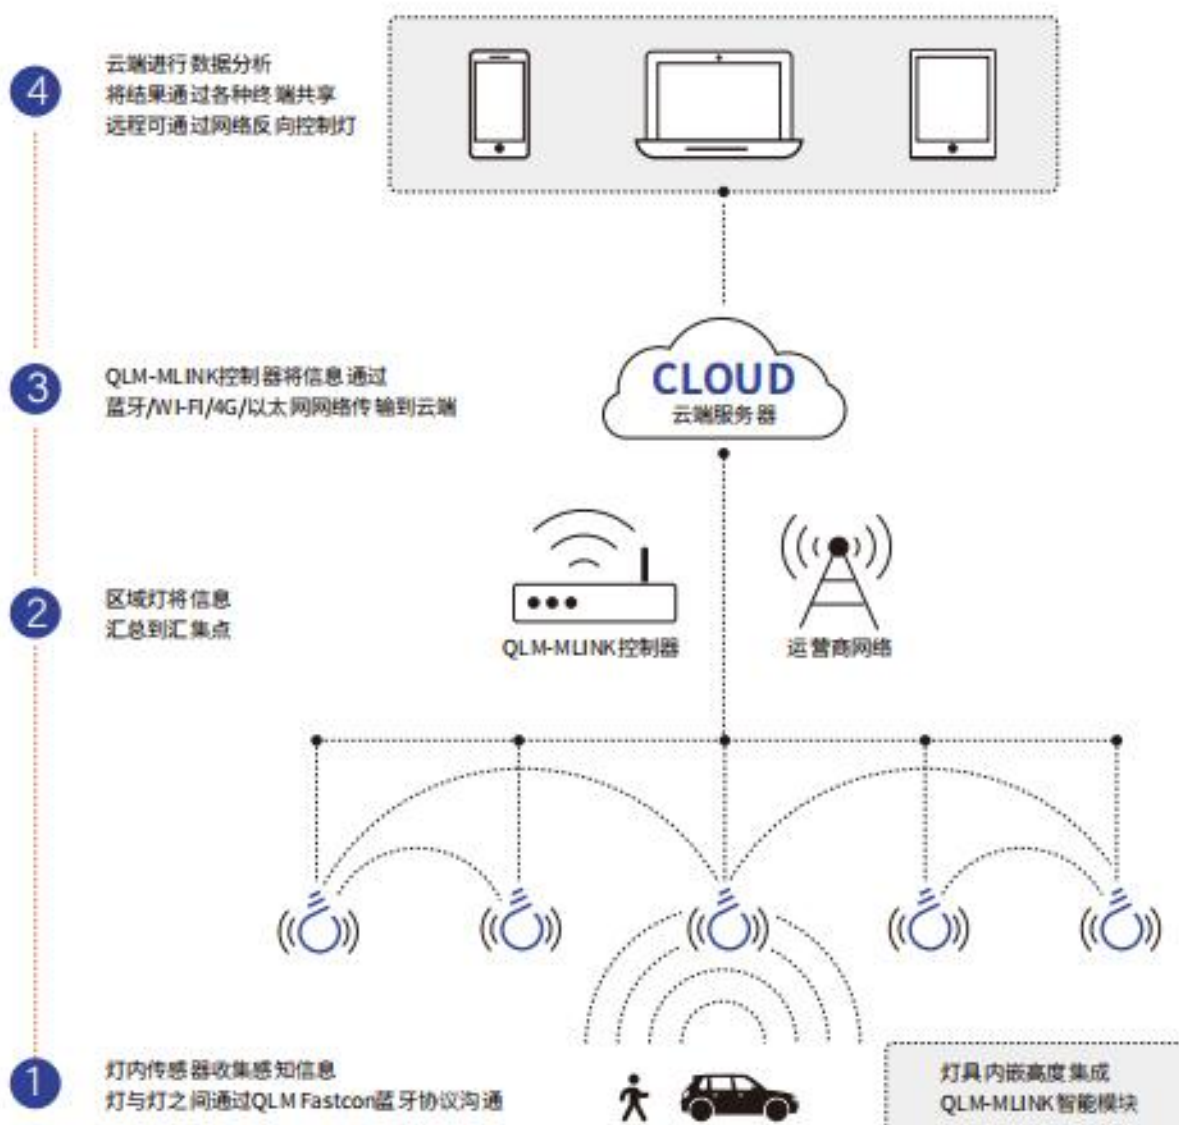 4
云端进行数据分析
将结果通过各种终端共享
远程可通过网络反向控制灯
3
QLM-MLINK控制器将信息通过
蓝牙/WI-FI/4G/以太网网络传输到云端
CLOUD
云端服务器
2
区域灯将信息
汇总到汇集点
QLM-MLINK控制器
运营商网络
1
灯内传感器收集感知信息
灯与灯之间通过QLM Fastcon蓝牙协议沟通
灯具内嵌高度集成
QLM-MLINK智能模块